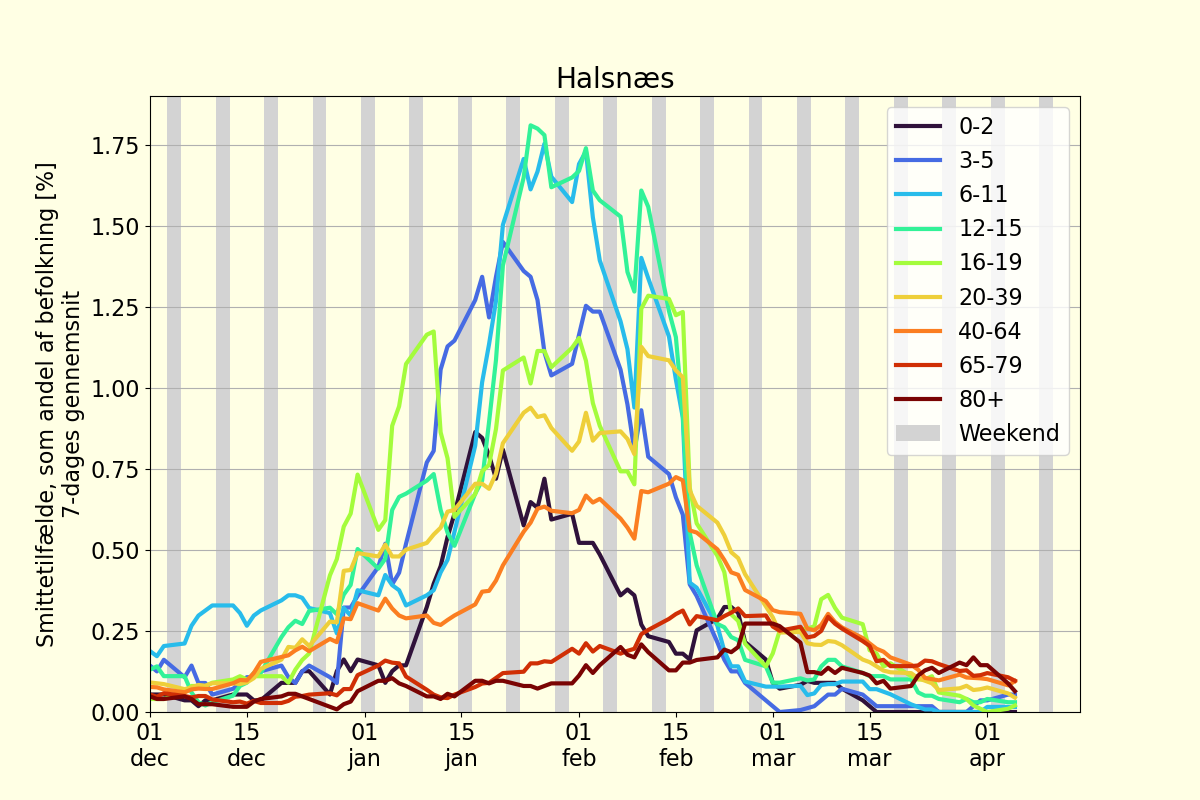 Halsnæs
Smittetilfælde, som andel af befolkning [%]
7-dages gennemsnit
1.75
1.50
1.25
1.00
0.75
0.50
0.25
0.00
01 15 01 15 01 15 01 15 01
dec dec jan jan feb feb mar mar apr
0-2
3-5
6-11
12-15
16-19
20-39
40-64
65-79
80+
Weekend